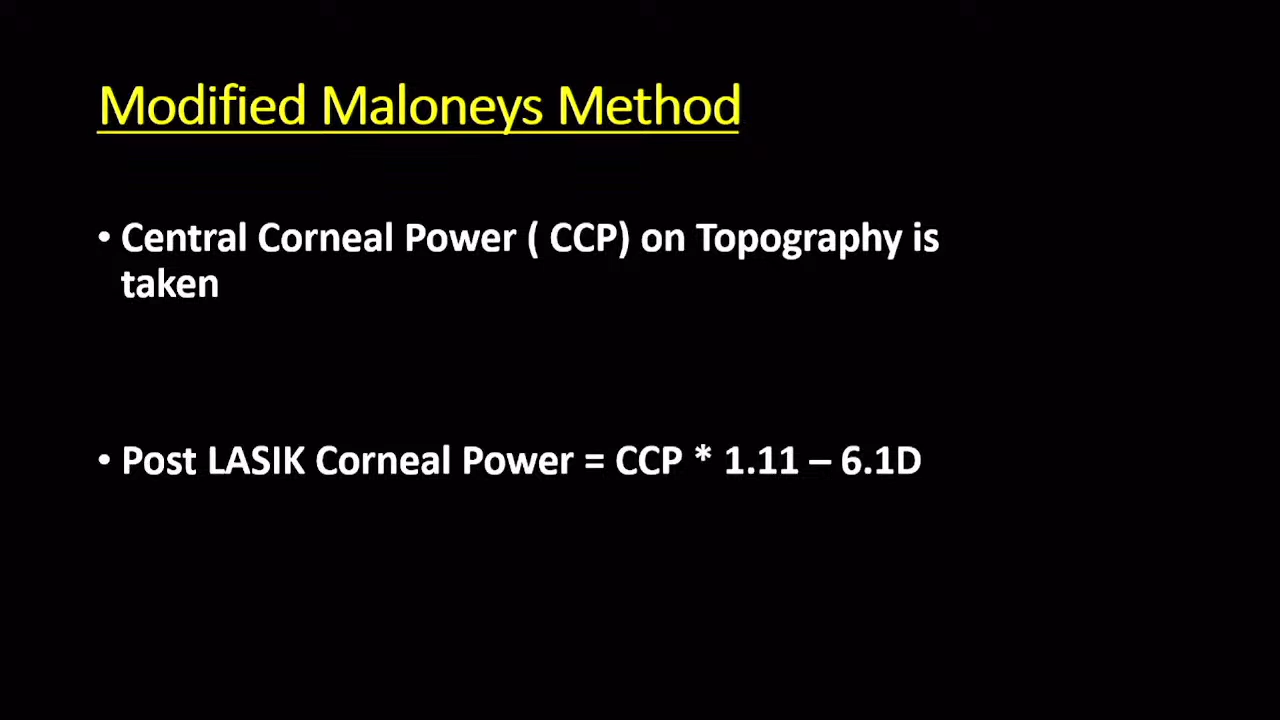 Modified Maloneys Method
• Central Corneal Power ( CCP) on Topography is
taken
• Post LASIK Corneal Power = CCP * 1.11 – 6.1D